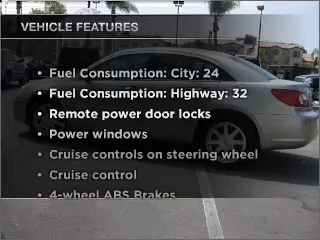 VEHICLE FEATURES
• Fuel Consumption: City: 24
• Fuel Consumption: Highway: 32
• Remote power door locks
• Power windows
• Cruise controls on steering wheel
• Cruise control
• 4-wheel ABS Brakes